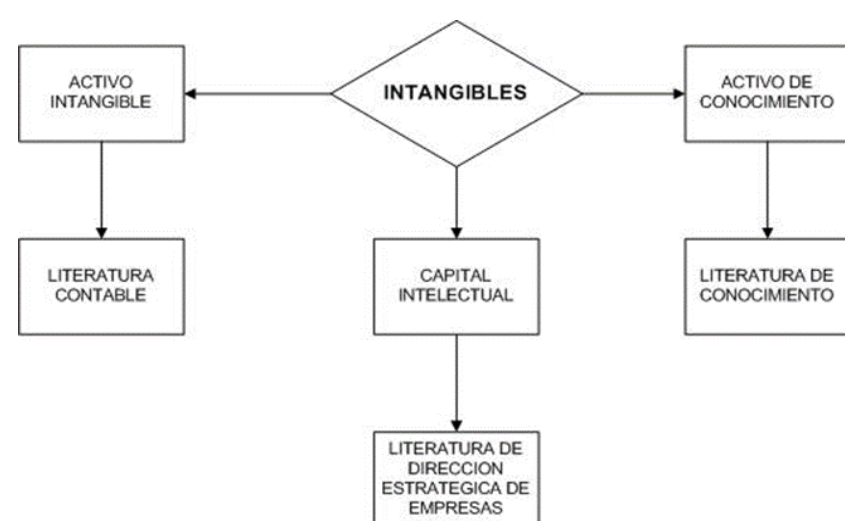 ACTIVO
INTANGIBLE
INTANGIBLES
ACTIVO DE
CONOCIMIENTO
LITERATURA
CONTABLE
CAPITAL
INTELECTUAL
LITERATURA DE
CONOCIMIENTO
LITERATURA DE
DIRECCION
ESTRATEGICA DE
EMPRESAS